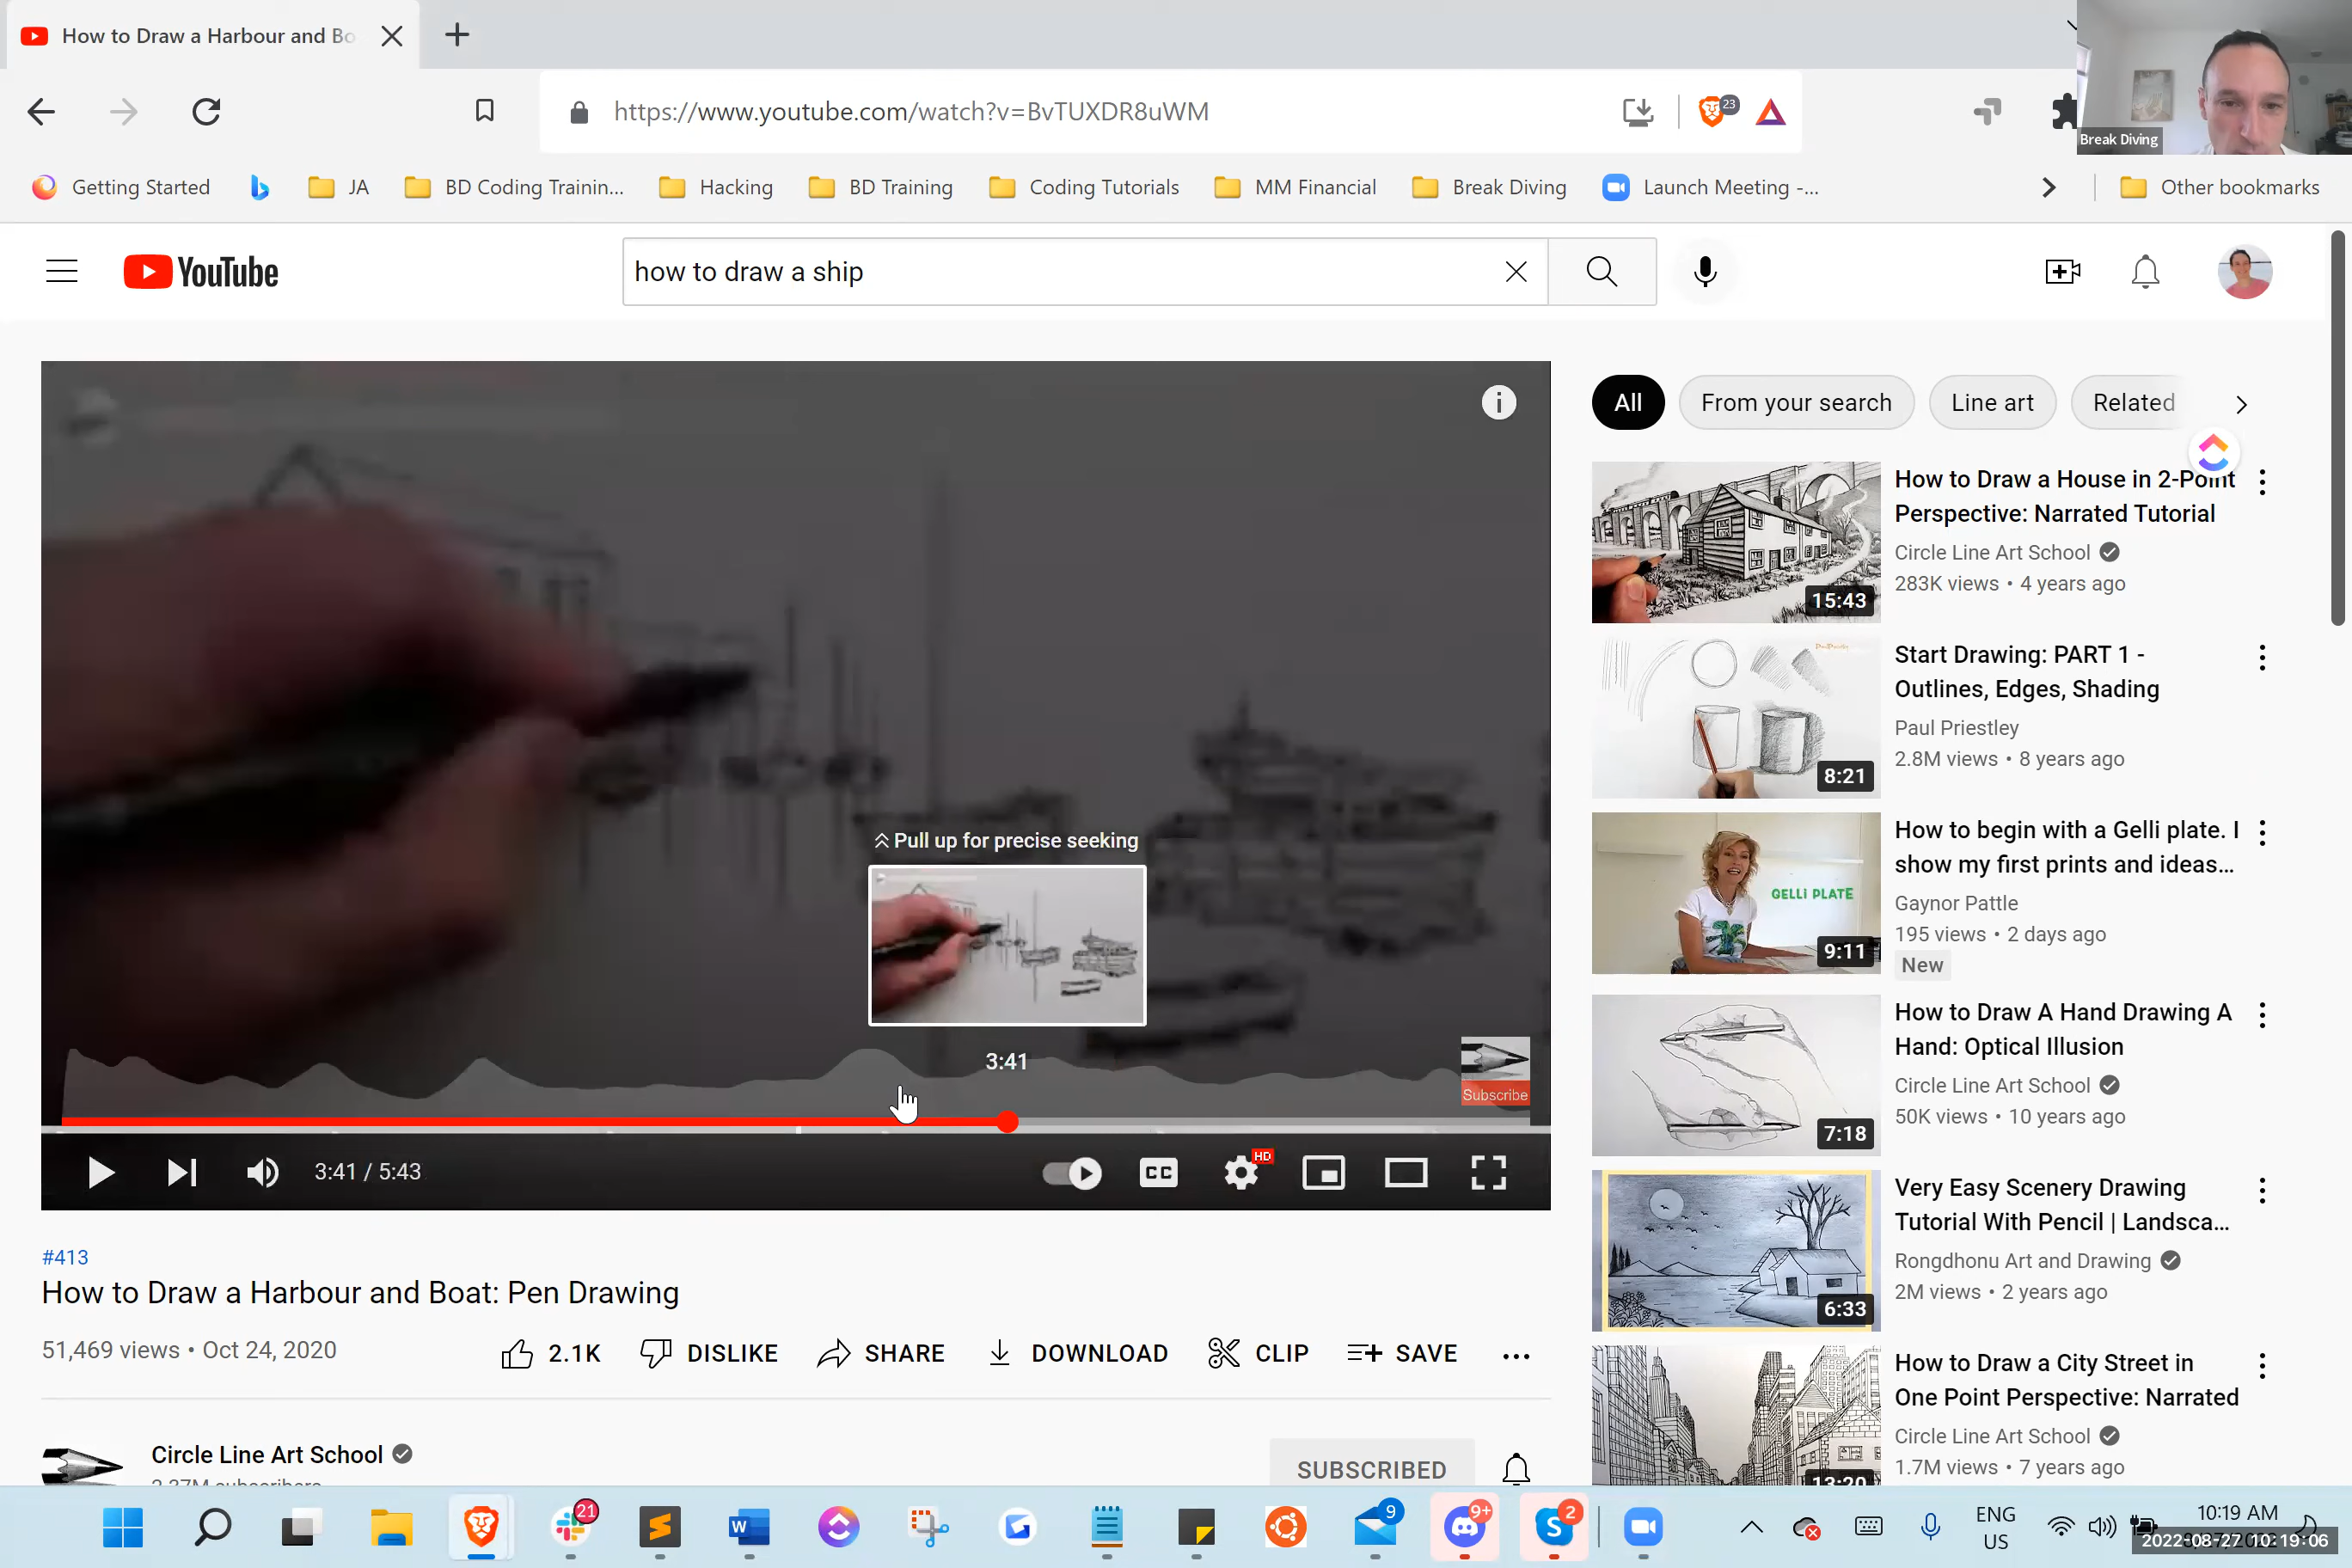 How to Draw a Harbour and Bo
https://www.youtube.com/watch?v=BvTUXDR8uWM
23
Break Diving
Getting Started
JA
BD Coding Trainin...
Hacking
BD Training
Coding Tutorials
MM Financial
Break Diving
Launch Meeting -...
Other bookmarks
YouTube
how to draw a ship
All
From your search
Line art
Related
How to Draw a House in 2-Point
Perspective: Narrated Tutorial
Circle Line Art School
283K views • 4 years ago
15:43
Start Drawing: PART 1 -
Outlines, Edges, Shading
Paul Priestley
2.8M views • 8 years ago
8:21
How to begin with a Gelli plate. I
show my first prints and ideas...
Gaynor Pattle
195 views • 2 days ago
New
GELLI PLATE
9:11
How to Draw A Hand Drawing A
Hand: Optical Illusion
Circle Line Art School
50K views • 10 years ago
7:18
Very Easy Scenery Drawing
Tutorial With Pencil | Landsca...
Rongdhonu Art and Drawing
2M views • 2 years ago
6:33
How to Draw a City Street in
One Point Perspective: Narrated
Circle Line Art School
1.7M views • 7 years ago
13:20
Pull up for precise seeking
3:41
Subscribe
3:41 / 5:43
CC
HD
#413
How to Draw a Harbour and Boat: Pen Drawing
51,469 views • Oct 24, 2020
2.1K
DISLIKE
SHARE
DOWNLOAD
CLIP
SAVE
Circle Line Art School
SUBSCRIBED
21
W
9
9+
S
2
ENG
US
10:19 AM
2022-08-27 10:19:06